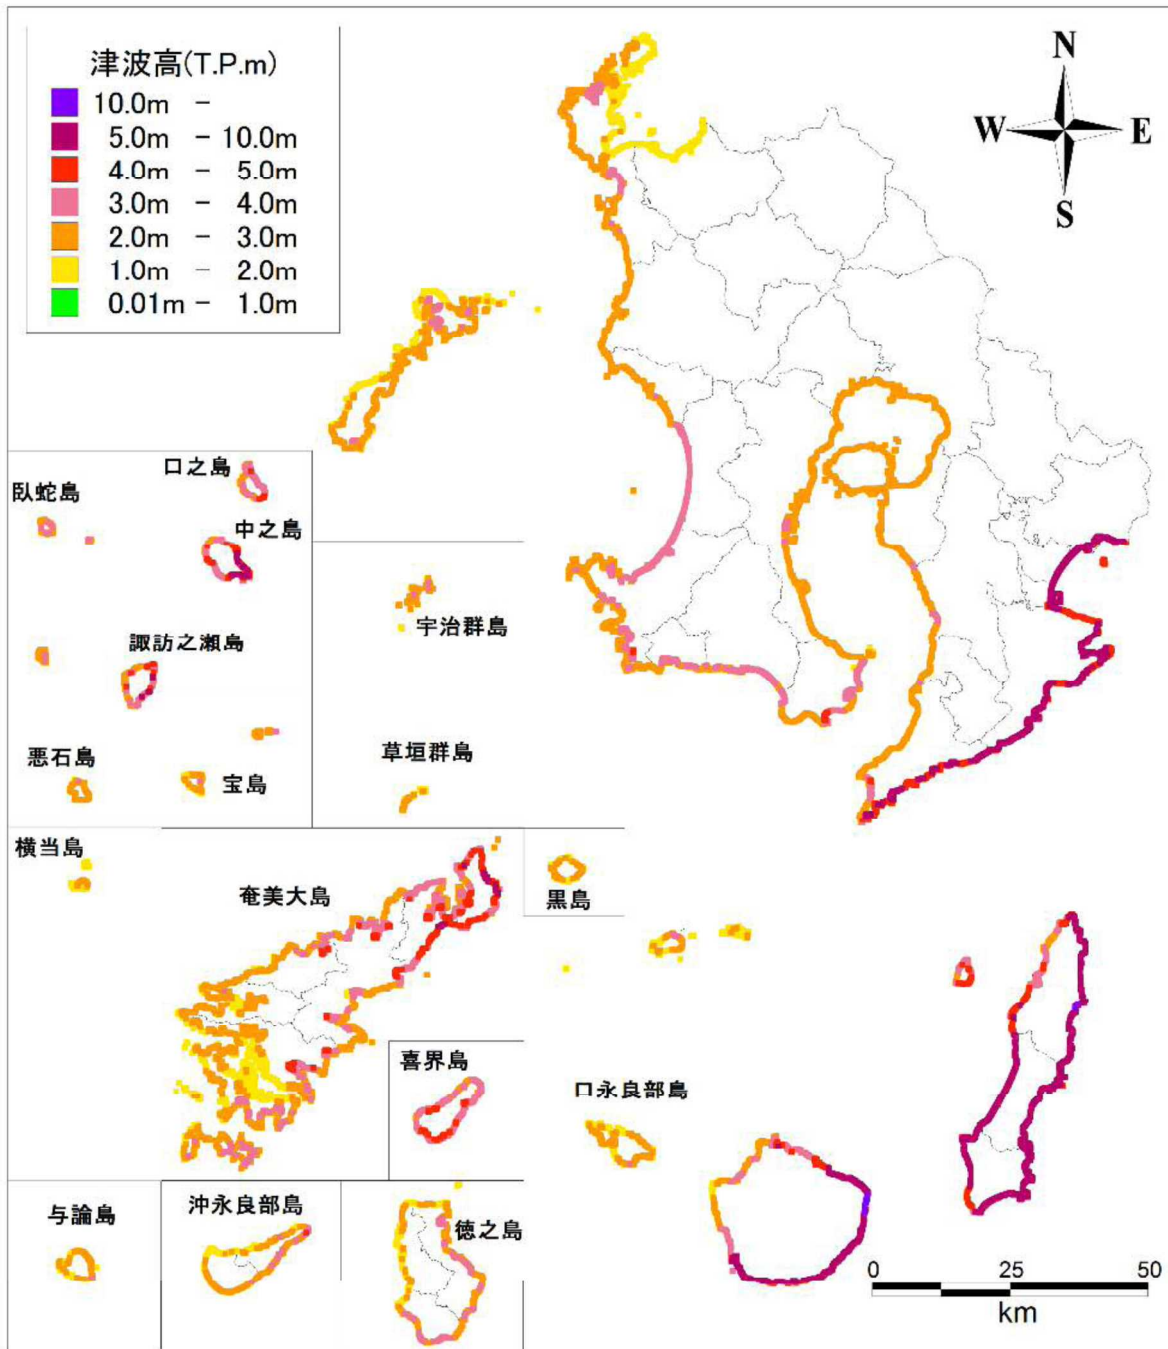 津波高(T.P.m)
10.0m -
5.0m - 10.0m
4.0m - 5.0m
3.0m - 4.0m
2.0m - 3.0m
1.0m - 2.0m
0.01m - 1.0m
N
W E
S
口之島
臥蛇島
中之島
諏訪之瀬島
悪石島
宝島
宇治群島
草垣群島
横当島
奄美大島
黒島
喜界島
口永良部島
与論島
沖永良部島
徳之島
0 25 50
km